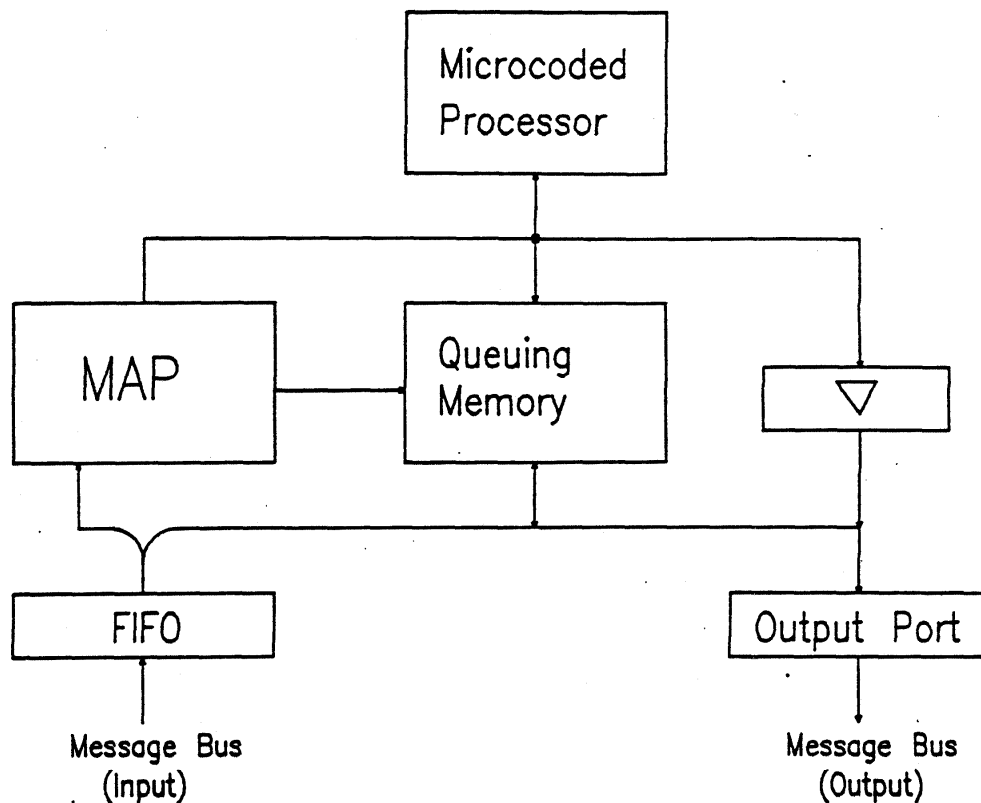 Microcoded
Processor
MAP
Queuing
Memory
FIFO
Output Port
Message Bus
(Input)
Message Bus
(Output)